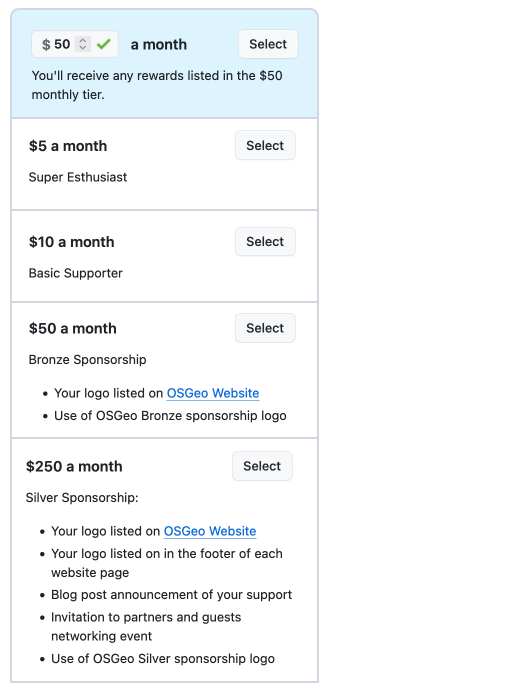 $ 50 a month Select
You'll receive any rewards listed in the $50
monthly tier.
$5 a month Select
Super Esthusiast
$10 a month Select
Basic Supporter
$50 a month Select
Bronze Sponsorship
• Your logo listed on OSGeo Website
• Use of OSGeo Bronze sponsorship logo
$250 a month Select
Silver Sponsorship:
• Your logo listed on OSGeo Website
• Your logo listed on in the footer of each
website page
• Blog post announcement of your support
• Invitation to partners and guests
networking event
• Use of OSGeo Silver sponsorship logo